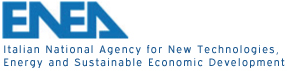 ENEA
Italian National Agency for New Technologies,
Energy and Sustainable Economic Development